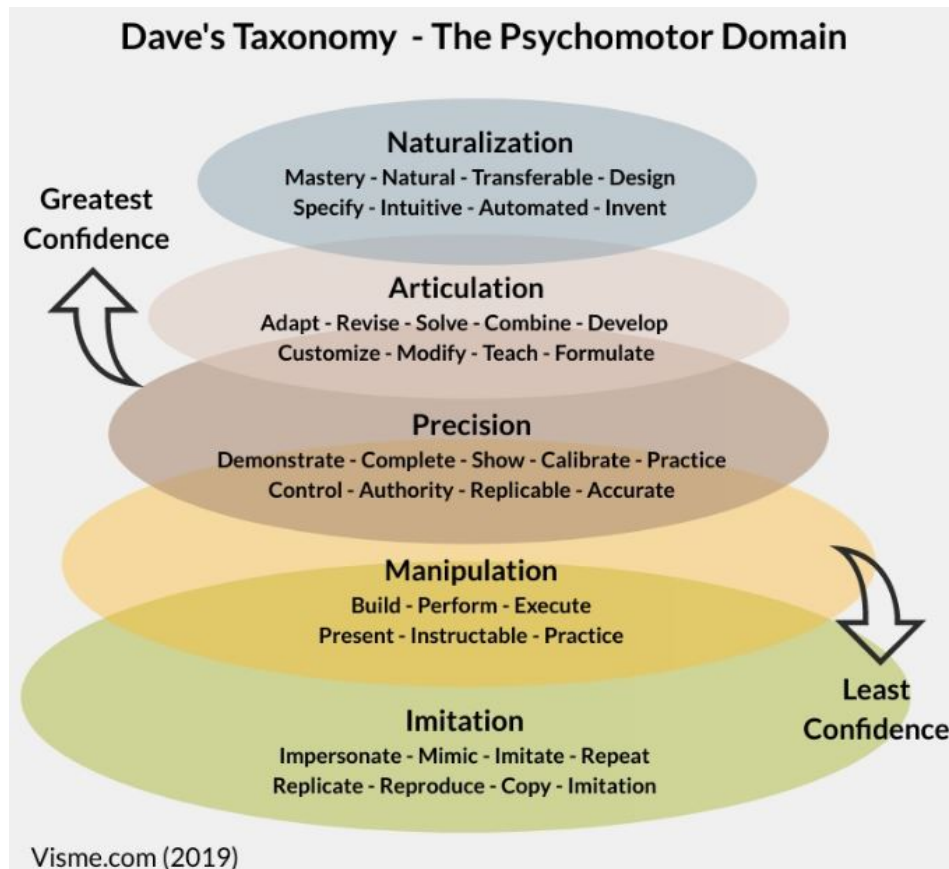 Dave's Taxonomy - The Psychomotor Domain
Naturalization
Mastery - Natural - Transferable - Design
Specify - Intuitive - Automated - Invent
Greatest
Confidence
Articulation
Adapt - Revise - Solve - Combine - Develop
Customize - Modify - Teach - Formulate
Precision
Demonstrate - Complete - Show - Calibrate - Practice
Control - Authority - Replicable - Accurate
Manipulation
Build - Perform - Execute
Present - Instructable - Practice
Least
Confidence
Imitation
Impersonate - Mimic - Imitate - Repeat
Replicate - Reproduce - Copy - Imitation
Visme.com (2019)